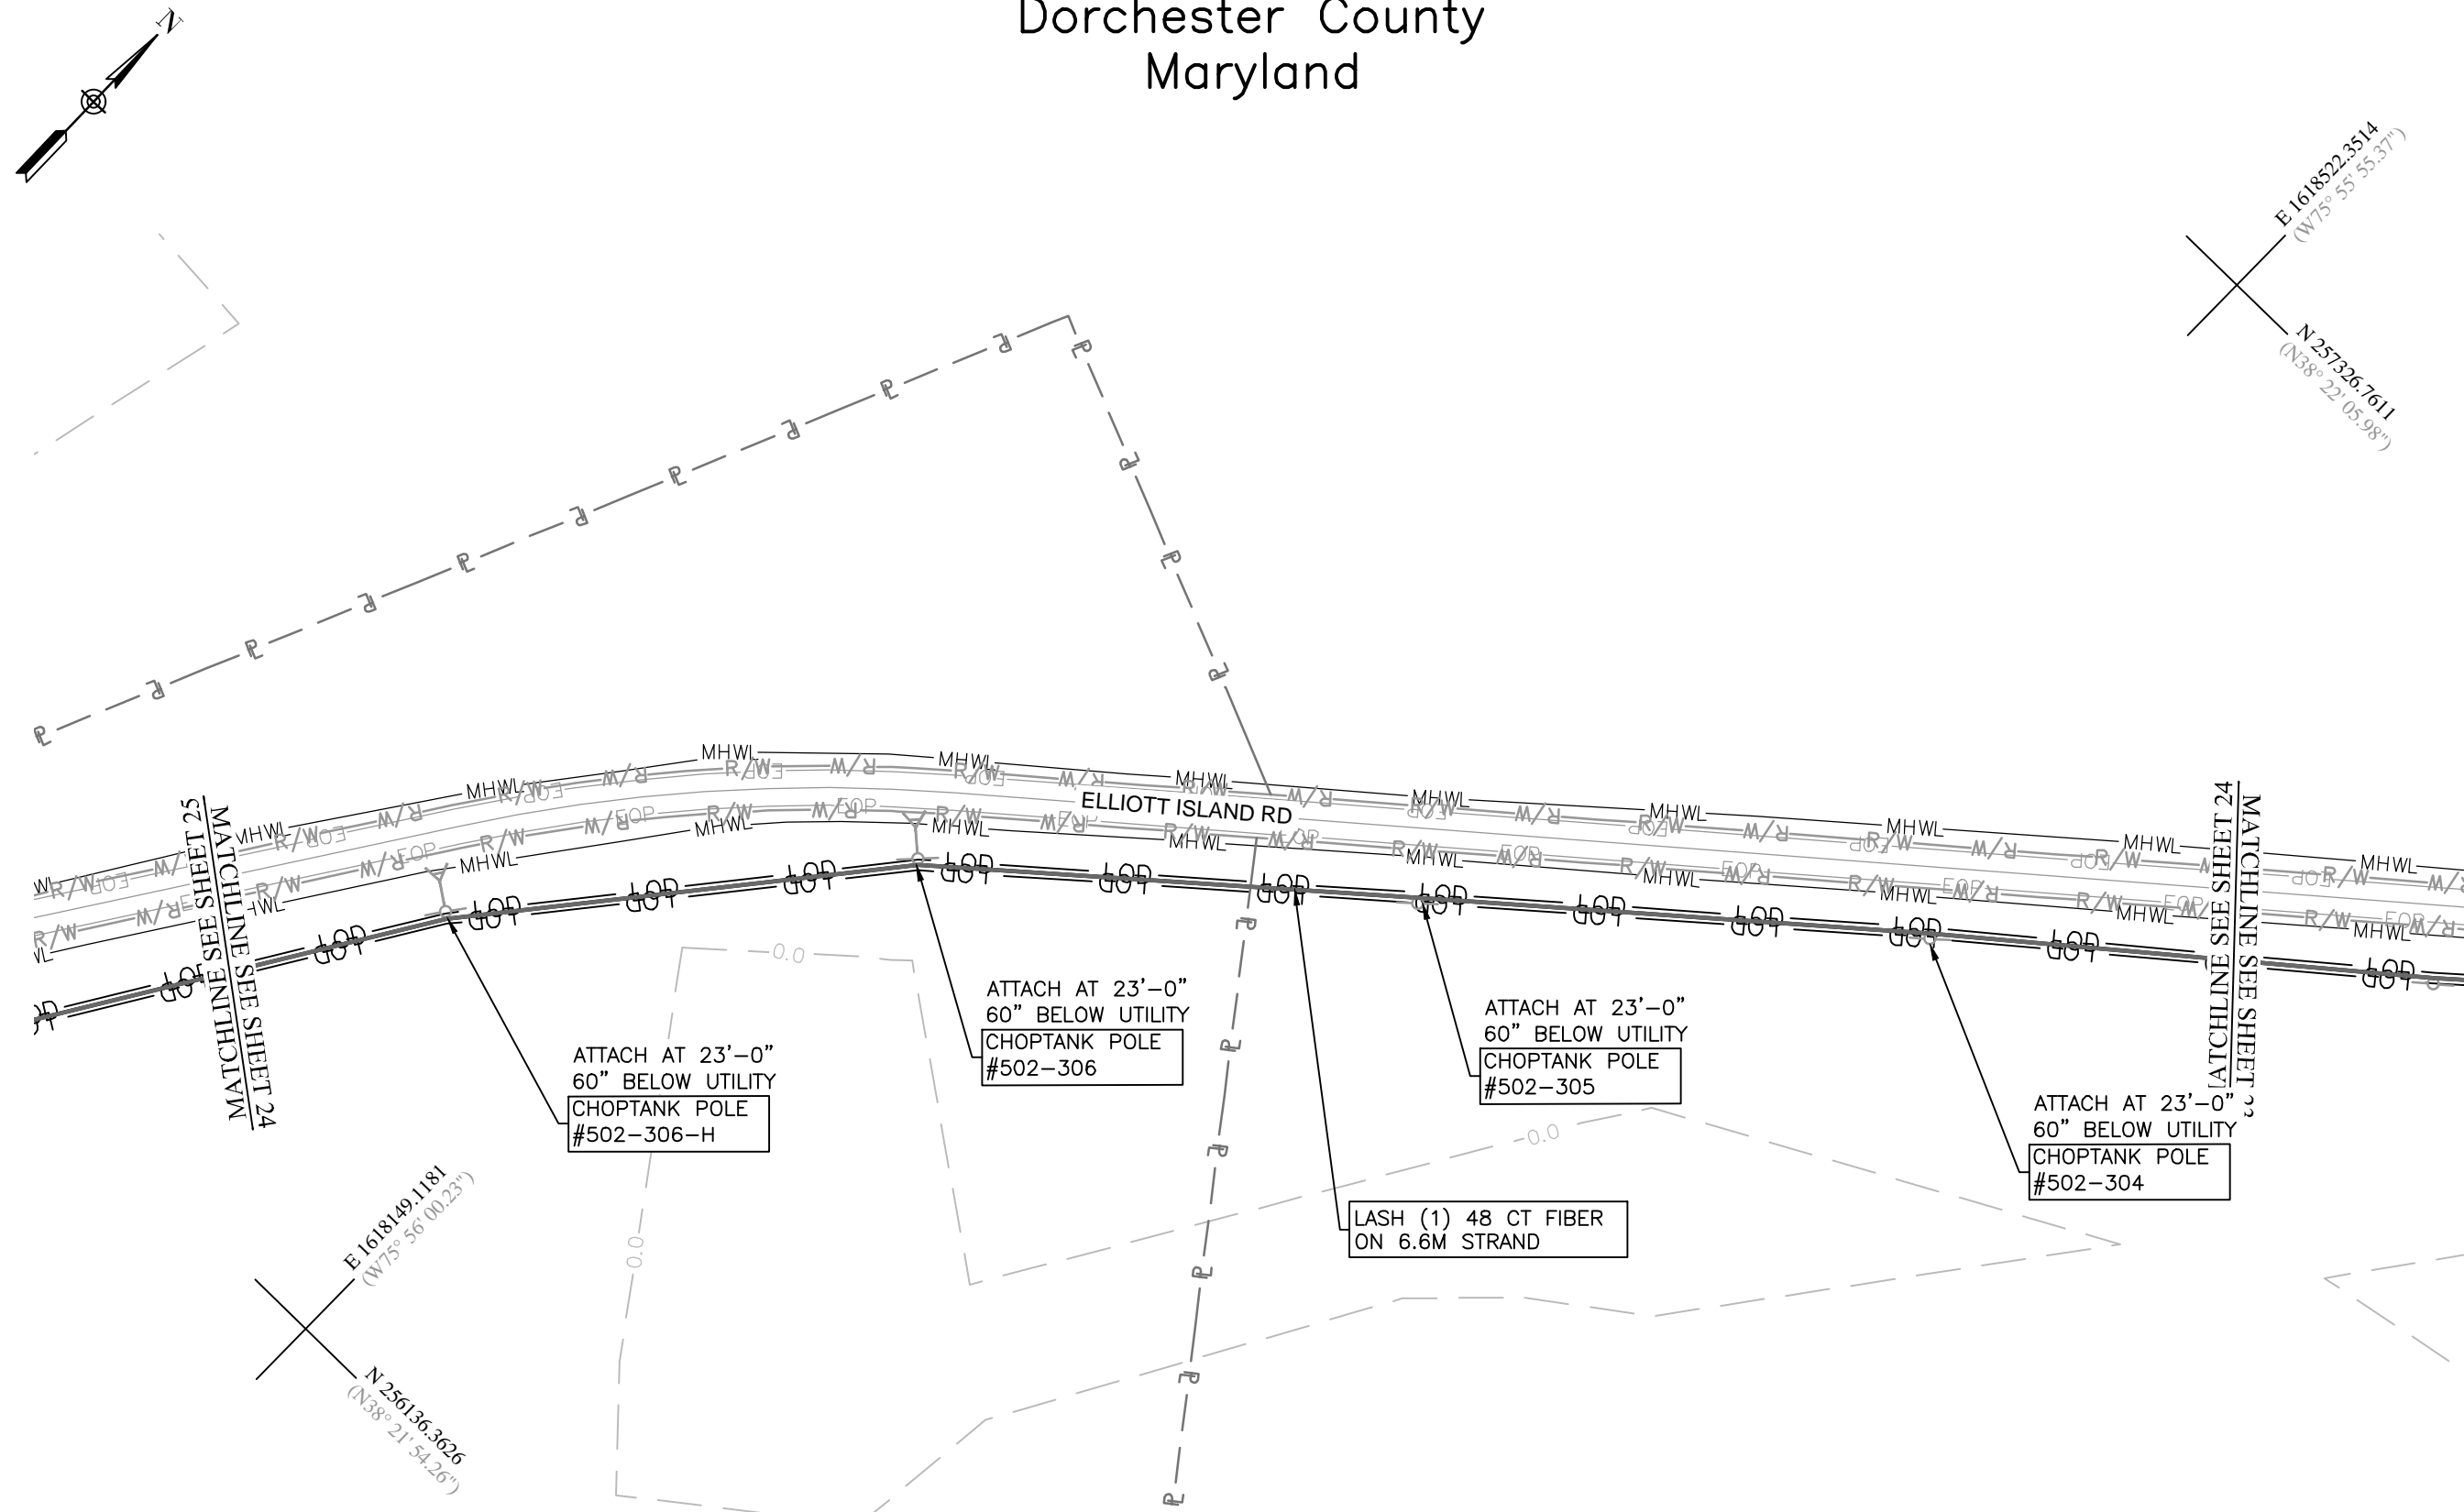 Dorchester County
Maryland
N
E 1618522.3514
(W75° 55' 55.37")
N 257326.7611
(N38° 22' 05.98")
ELLIOTT ISLAND RD
MHWL
R/W
EOP
LOD
PL
0.0
MATCHLINE SEE SHEET 25
MATCHLINE SEE SHEET 24
MATCHLINE SEE SHEET 24
MATCHLINE SEE SHEET
ATTACH AT 23'-0"
60" BELOW UTILITY
CHOPTANK POLE
#502-306-H
ATTACH AT 23'-0"
60" BELOW UTILITY
CHOPTANK POLE
#502-306
ATTACH AT 23'-0"
60" BELOW UTILITY
CHOPTANK POLE
#502-305
ATTACH AT 23'-0"
60" BELOW UTILITY
CHOPTANK POLE
#502-304
LASH (1) 48 CT FIBER
ON 6.6M STRAND
E 1618149.1181
(W75° 56' 00.23")
N 256136.3626
(N38° 21' 54.26")